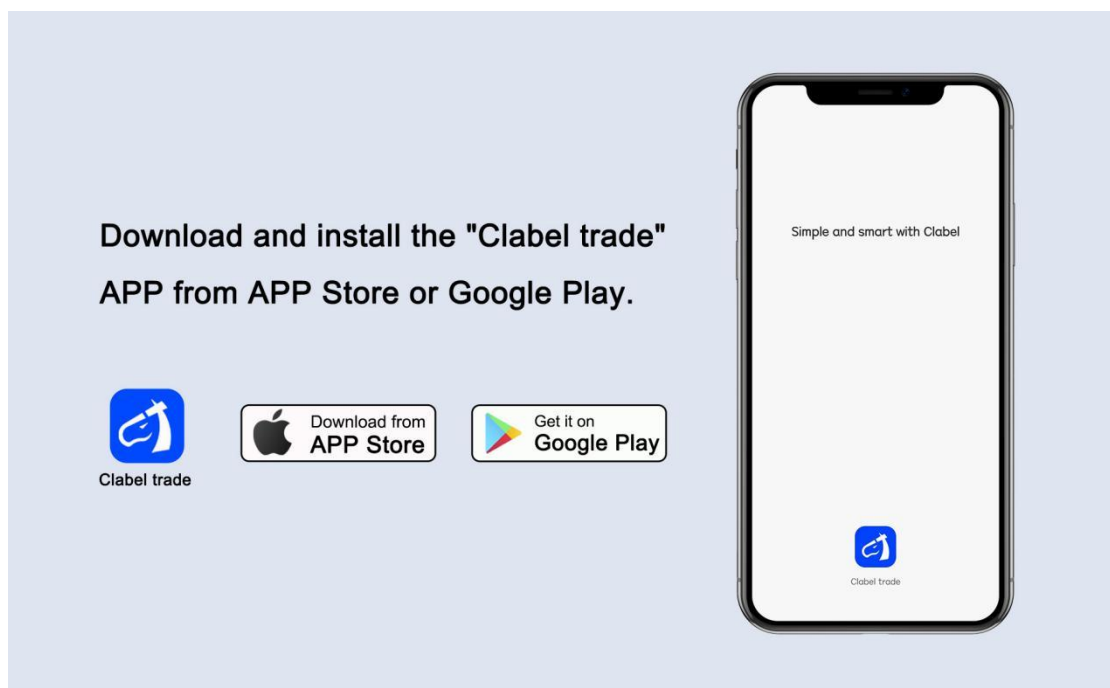 Download and install the "Clabel trade"
APP from APP Store or Google Play.
Clabel trade
Download from
APP Store
Get it on
Google Play
Simple and smart with Clabel
Clabel trade